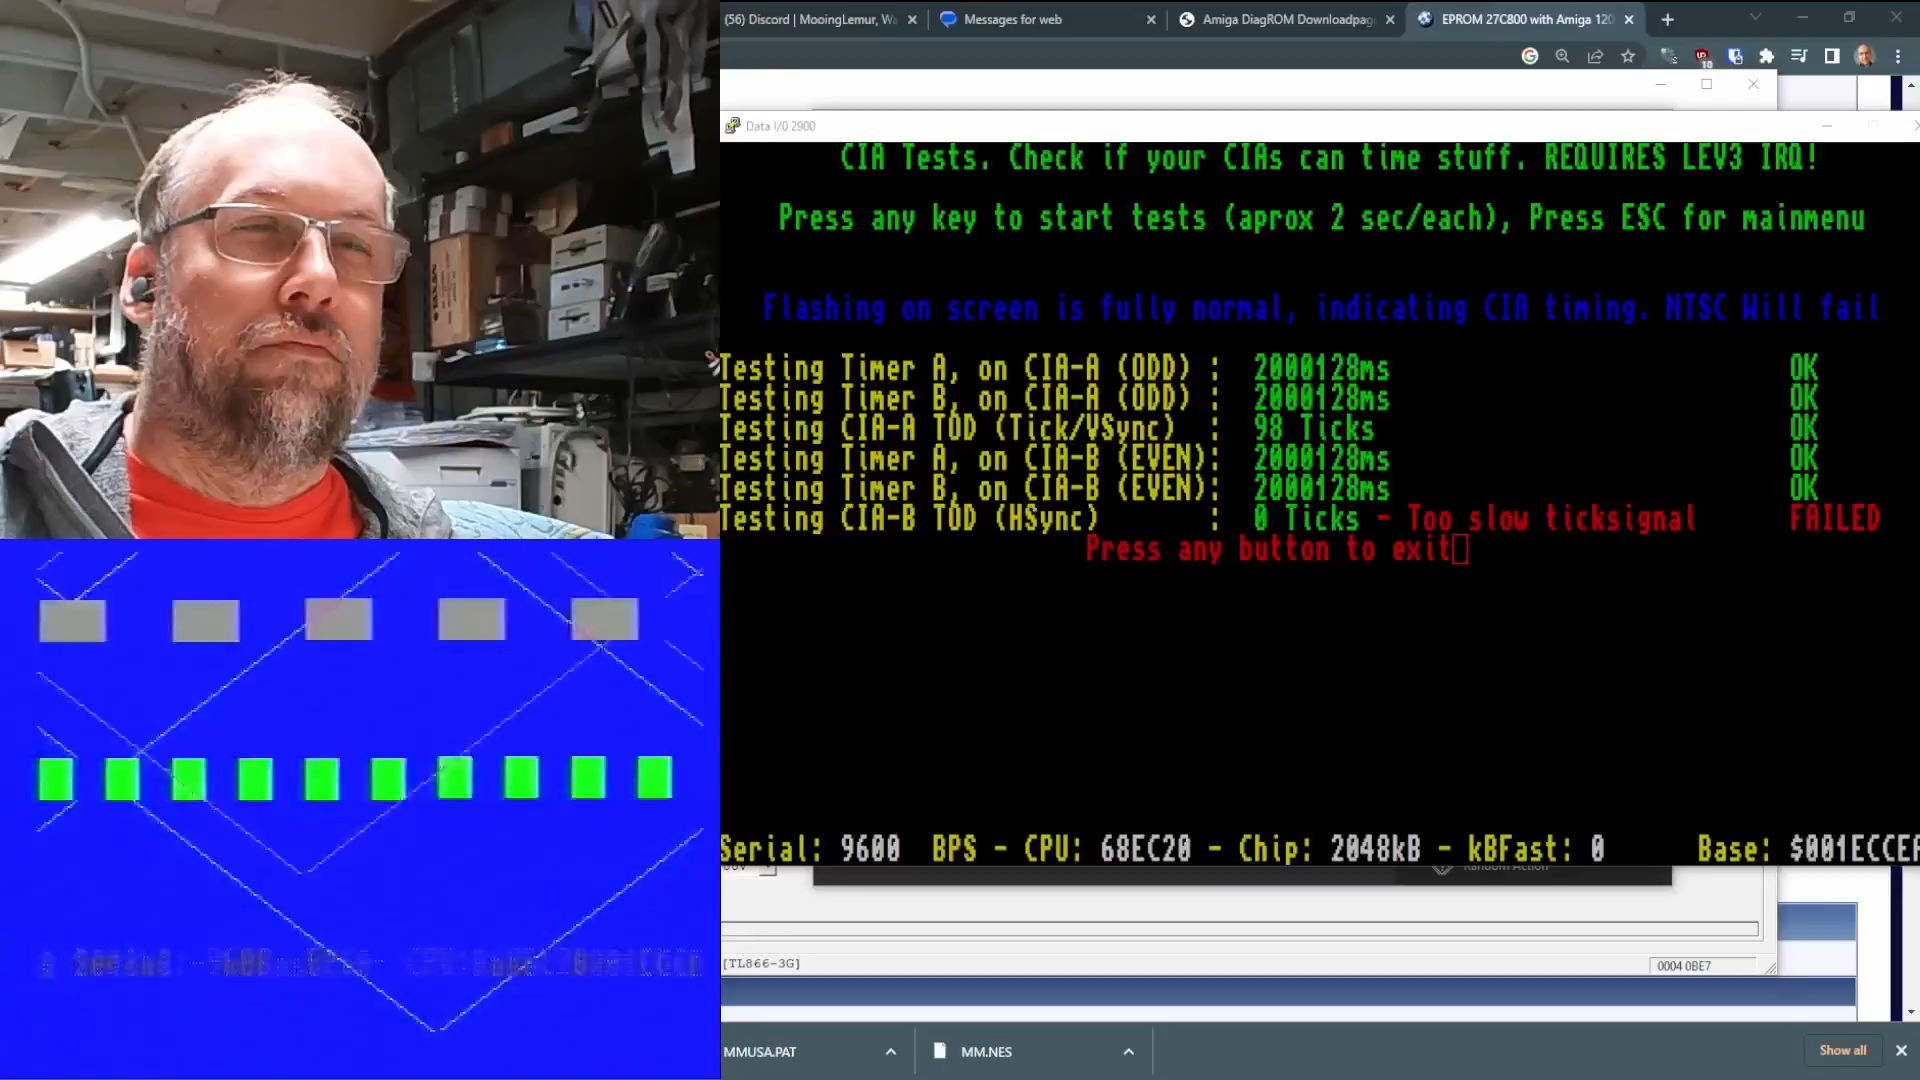 (56) Discord | MooingLemur, Wa
Messages for web
Amiga DiagROM Downloadpag
EPROM 27C800 with Amiga 120
10
Data I/O 2900
CIA Tests. Check if your CIAs can time stuff. REQUIRES LEV3 IRQ!
Press any key to start tests (aprox 2 sec/each), Press ESC for mainmenu
Flashing on screen is fully normal, indicating CIA timing. NTSC Will fail
Testing Timer A, on CIA-A (ODD) : 2000128ms OK
Testing Timer B, on CIA-A (ODD) : 2000128ms OK
Testing CIA-A TOD (Tick/VSync) : 98 Ticks OK
Testing Timer A, on CIA-B (EVEN): 2000128ms OK
Testing Timer B, on CIA-B (EVEN): 2000128ms OK
Testing CIA-B TOD (HSync) : 0 Ticks - Too slow ticksignal FAILED
Press any button to exit
Serial: 9600 BPS - CPU: 68EC20 - Chip: 2048kB - kBFast: 0 Base: $001ECCEF
Random Action
[TL866-3G]
0004 0BE7
MMUSA.PAT
MM.NES
Show all